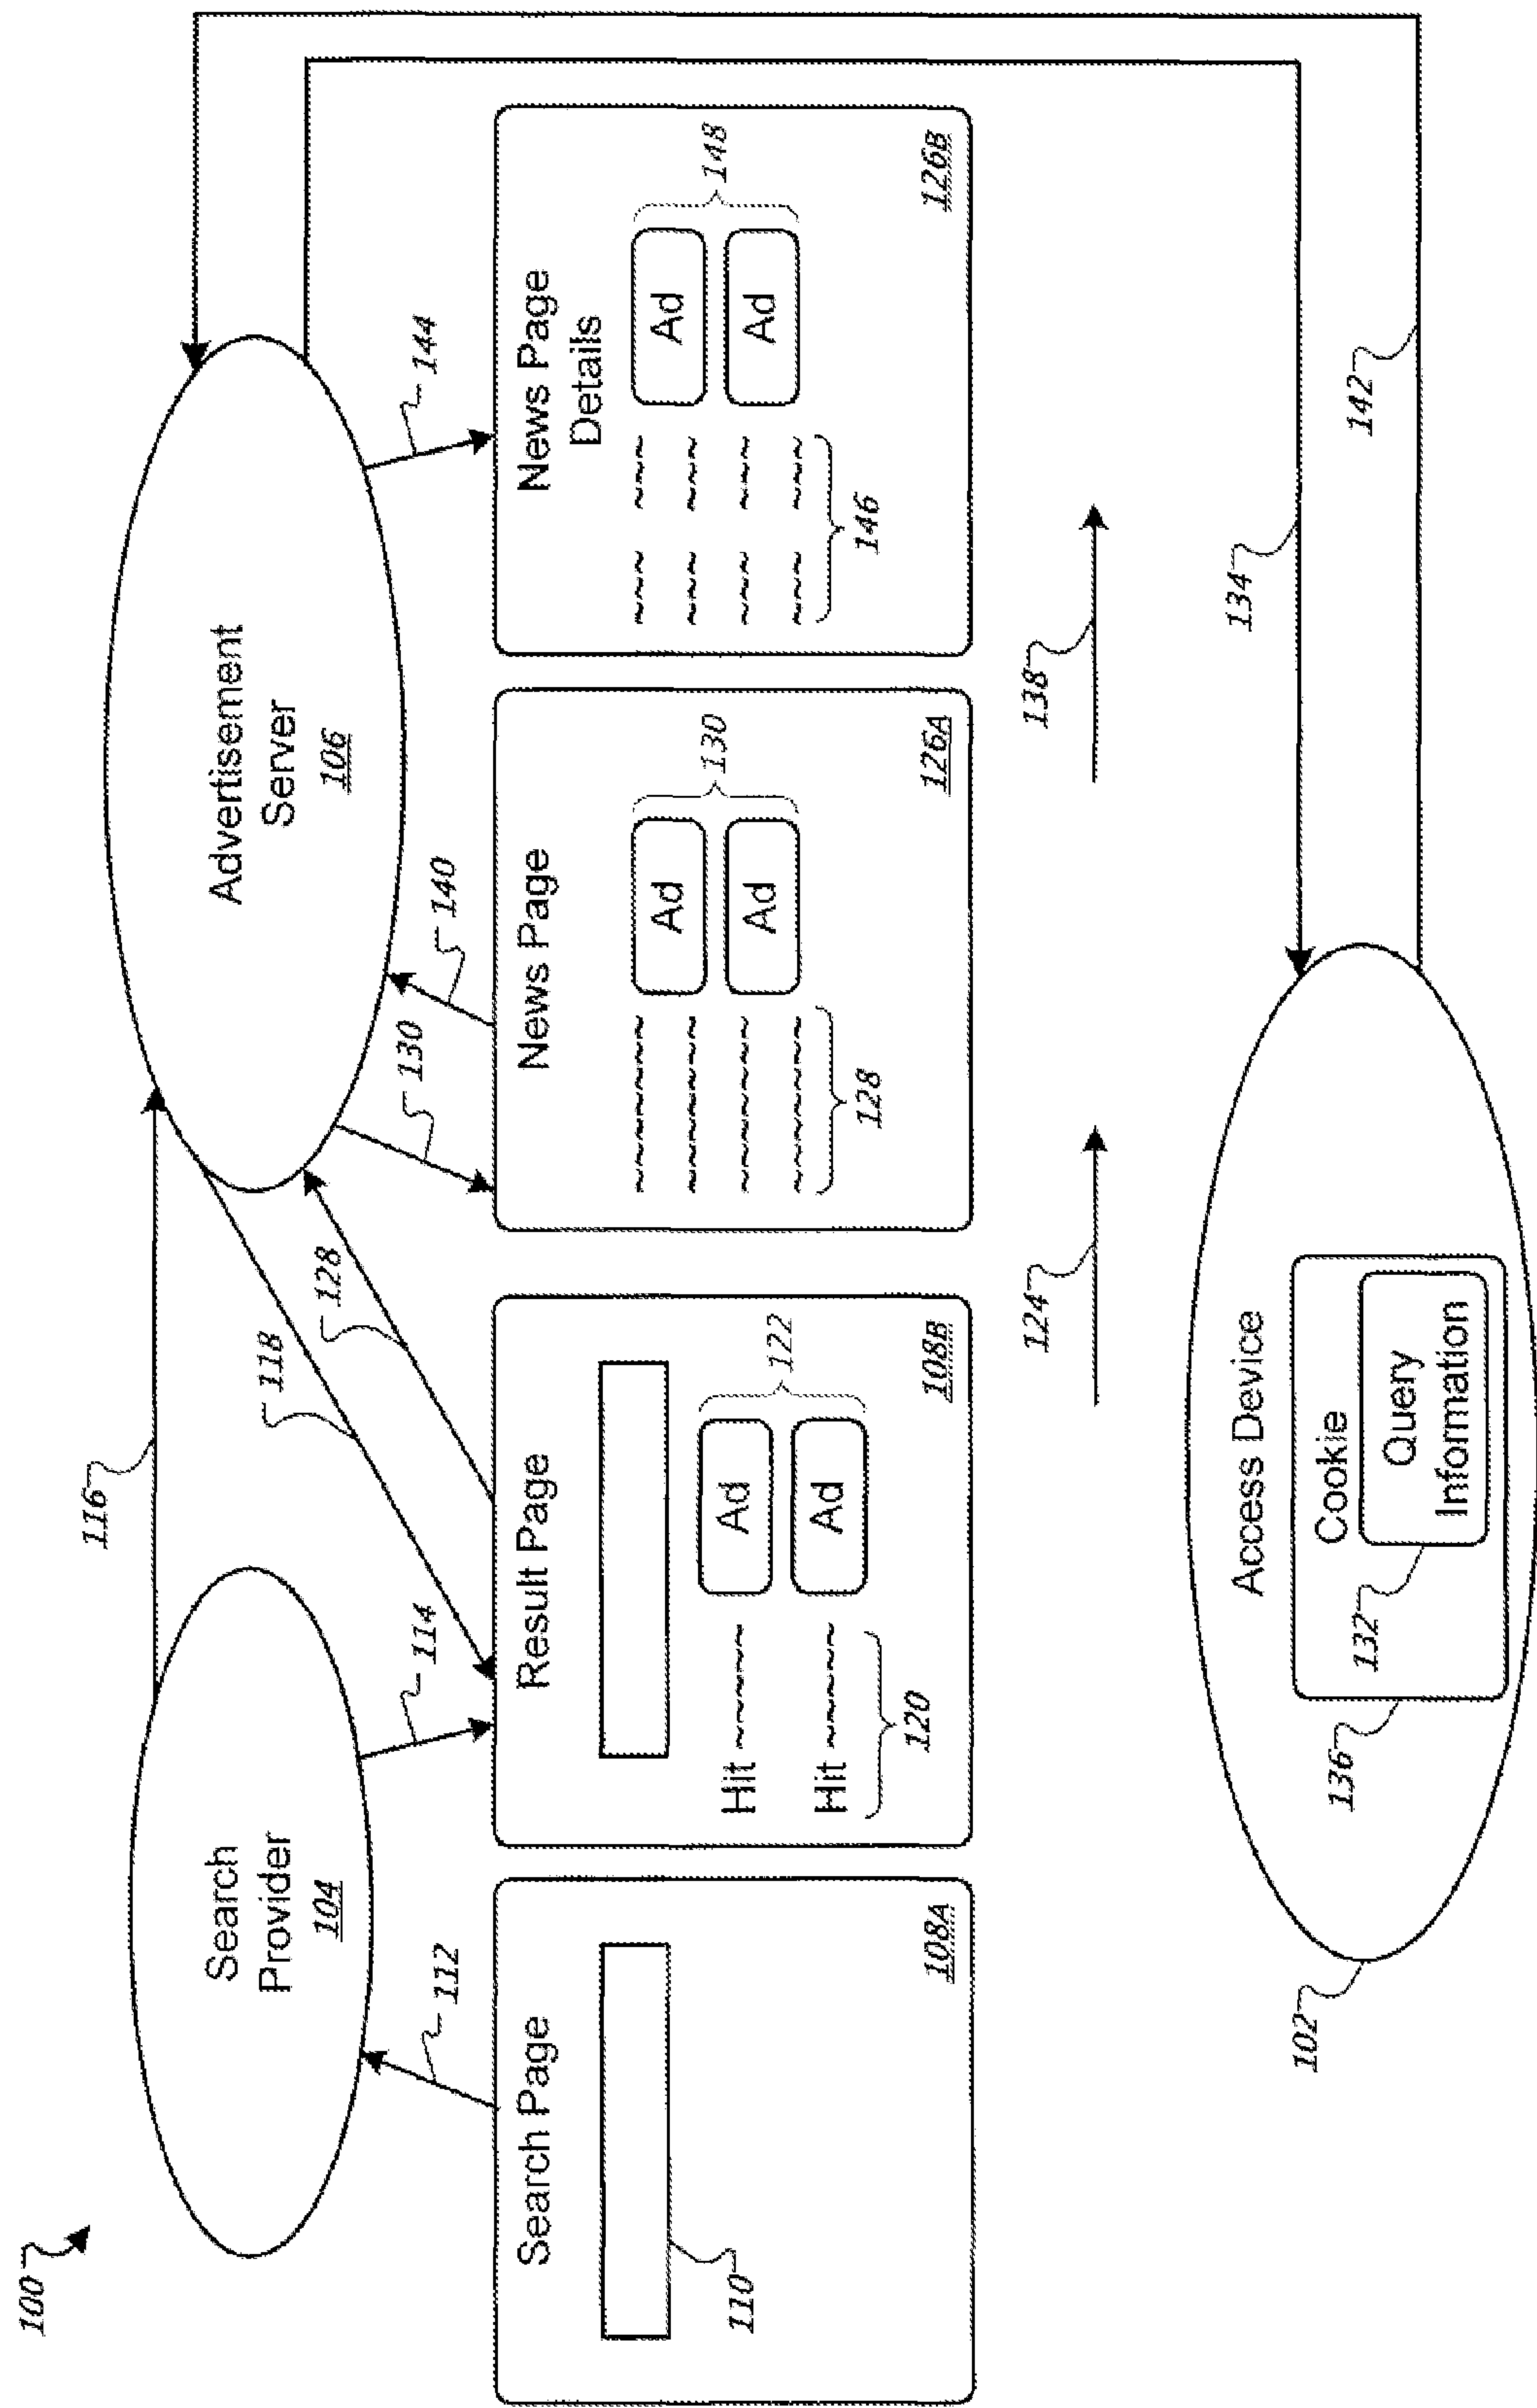 100
Search
Provider
104
116
Advertisement
Server
106
112
114
118
128
130
140
144
Search Page
110
108A
Result Page
Hit ~~~~~
Hit ~~~~~
120
Ad
Ad
122
108B
News Page
128
Ad
Ad
130
126A
News Page
Details
146
Ad
Ad
148
126B
124
138
134
142
102
Access Device
136
Cookie
132
Query
Information